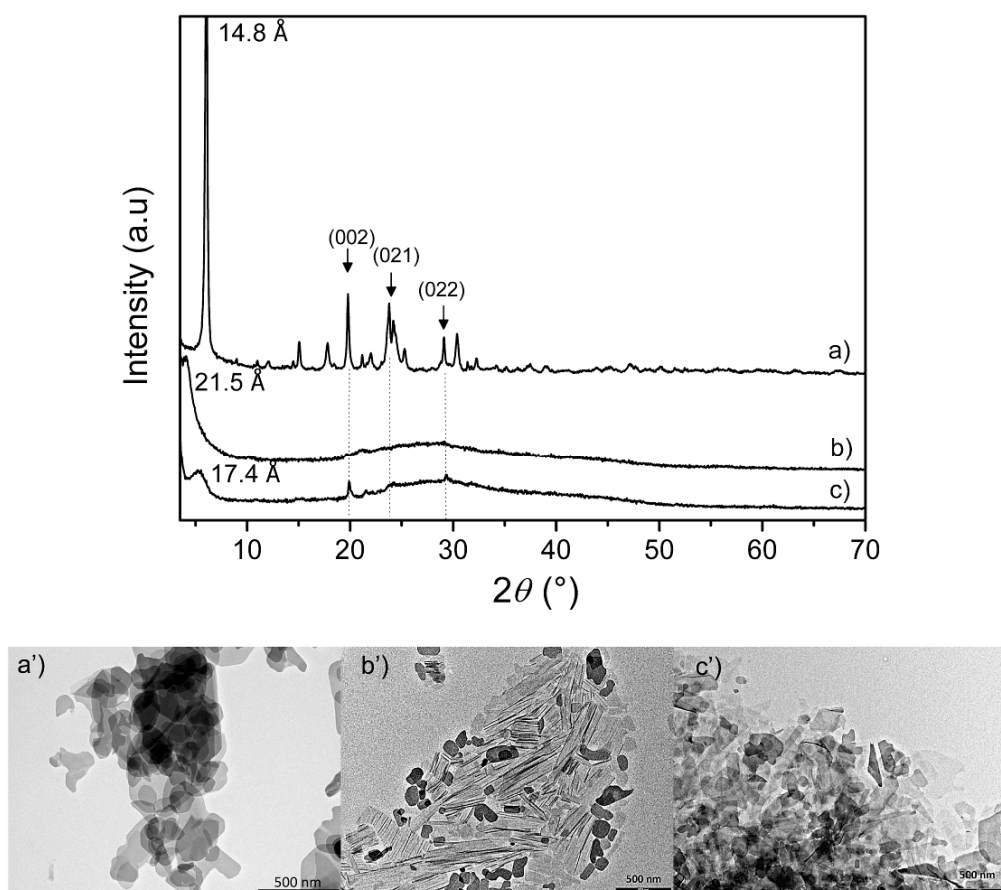 14.8 Å
(002)
(021)
(022)
a)
21.5 Å
b)
17.4 Å
c)
Intensity (a.u)
10 20 30 40 50 60 70
2θ (°)
a') b') c')
500 nm 500 nm 500 nm